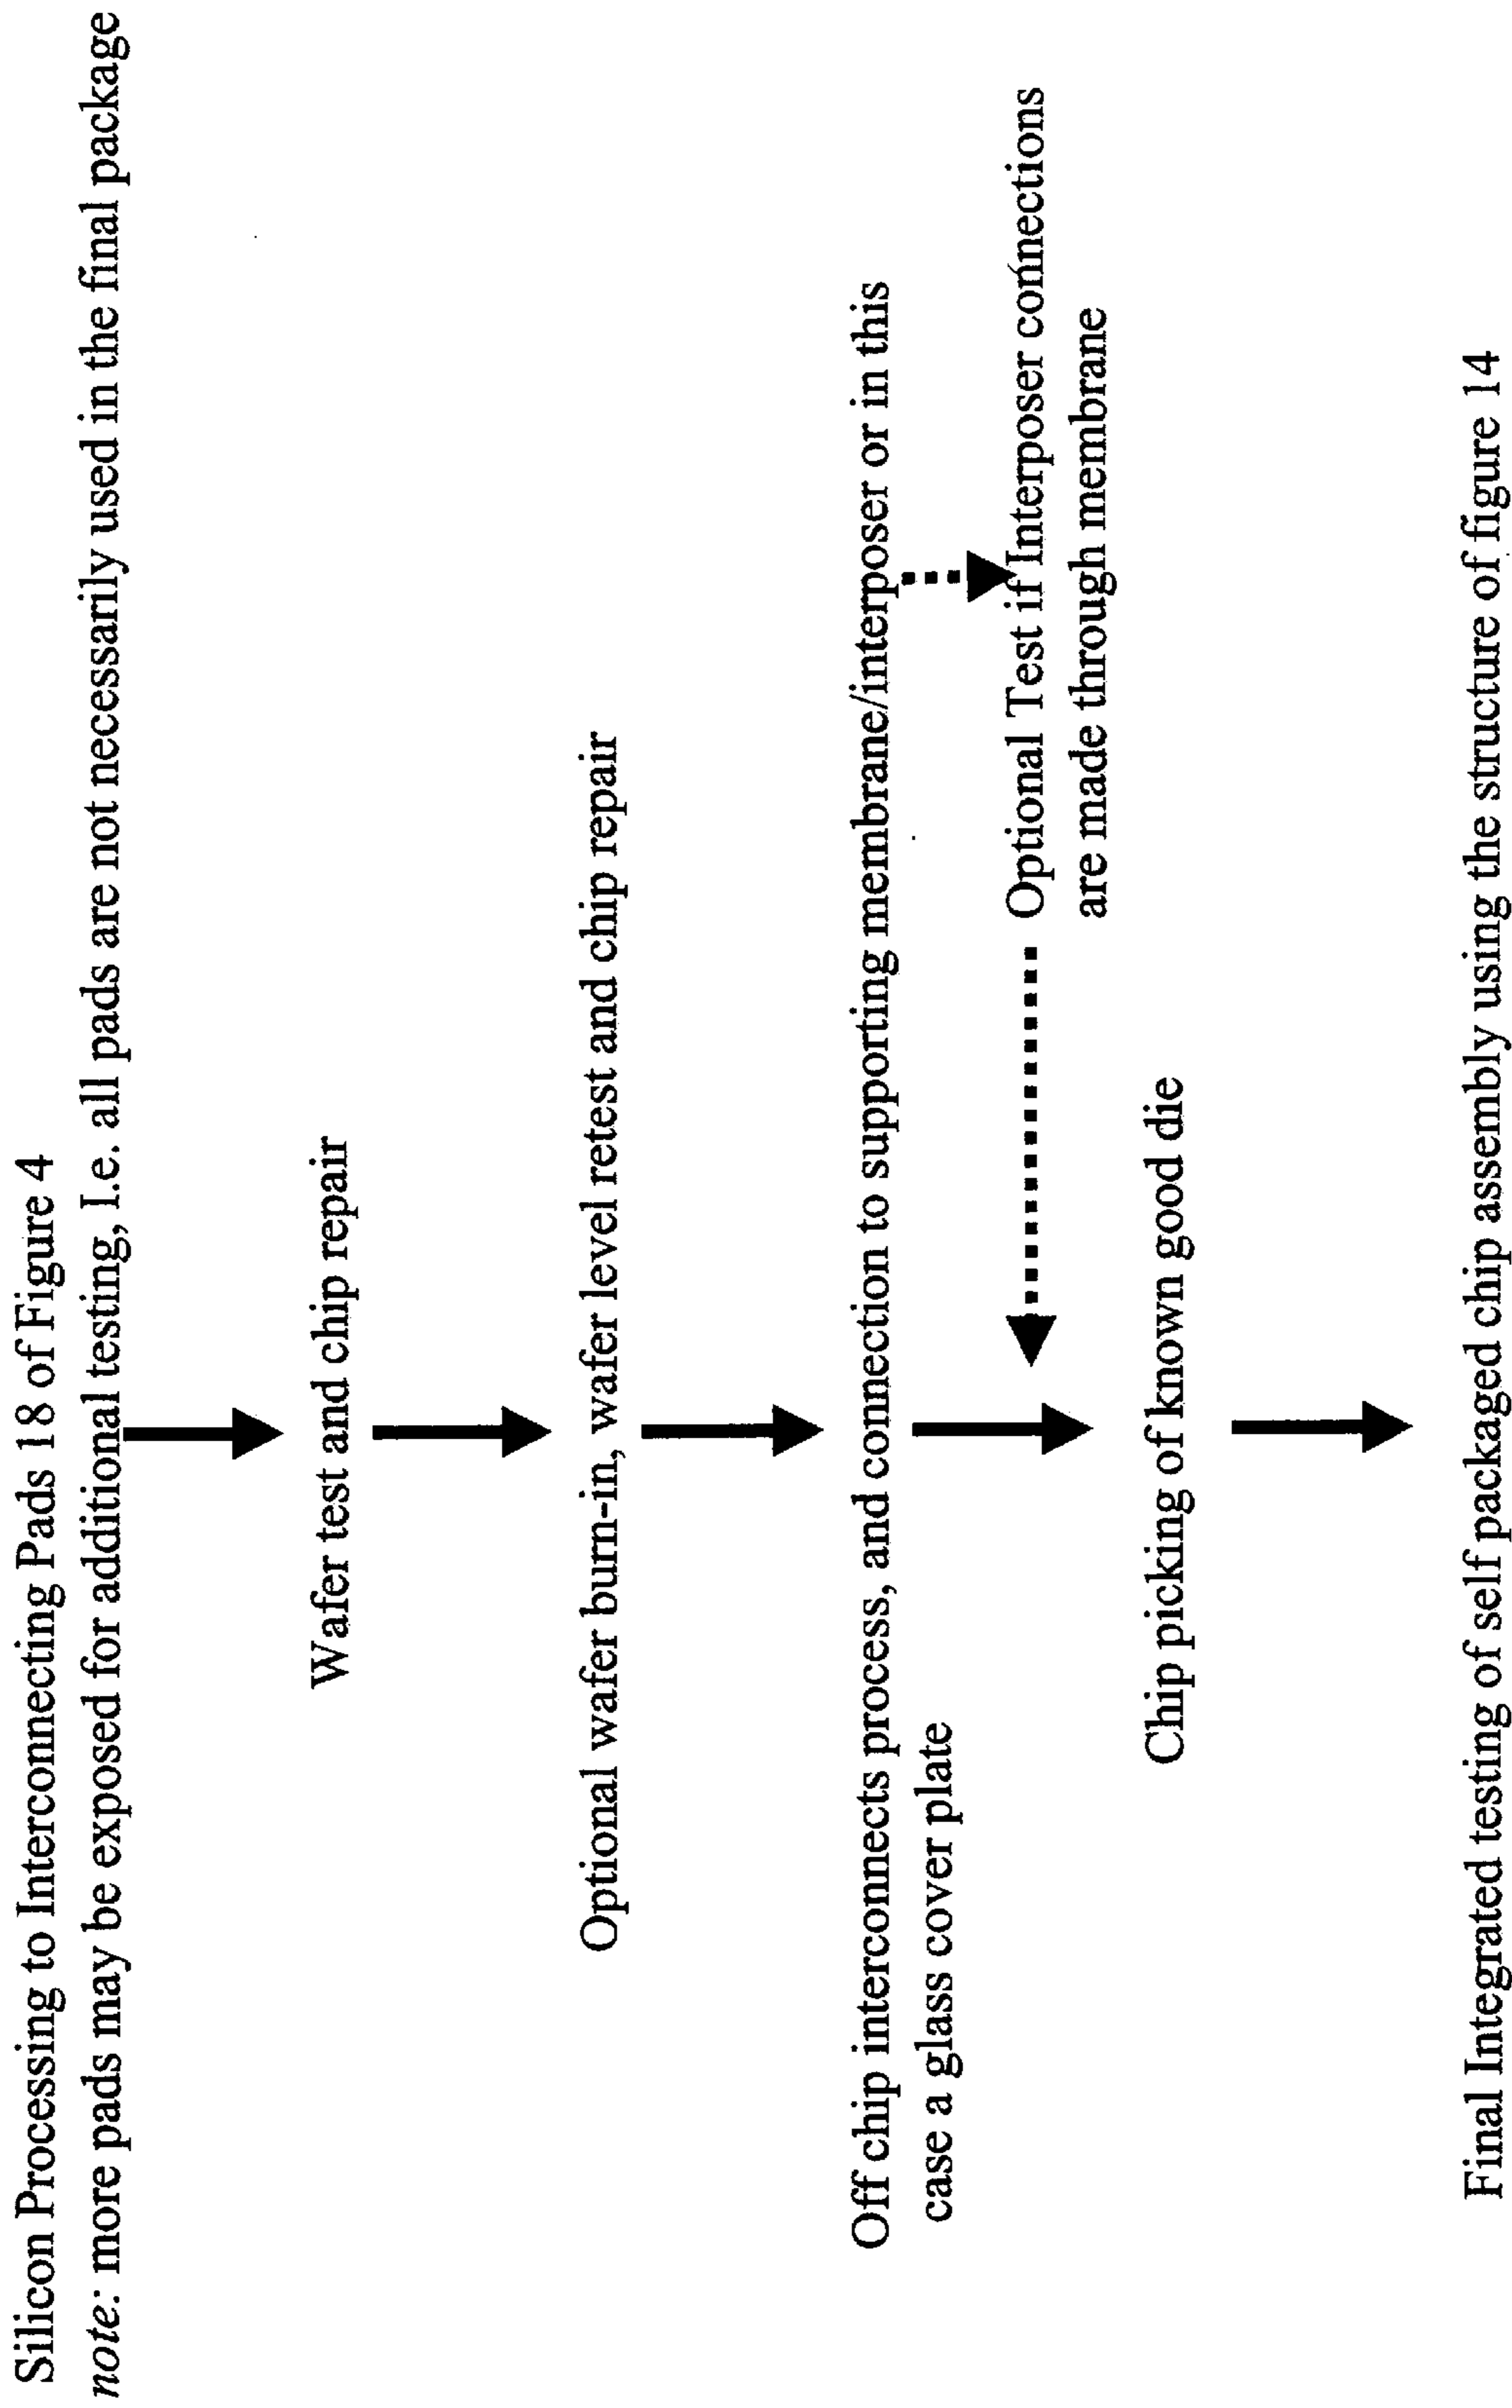 Silicon Processing to Interconnecting Pads 18 of Figure 4
note: more pads may be exposed for additional testing, I.e. all pads are not necessarily used in the final package
Wafer test and chip repair
Optional wafer burn-in, wafer level retest and chip repair
Off chip interconnects process, and connection to supporting membrane/interposer or in this
case a glass cover plate
Optional Test if Interposer connections
are made through membrane
Chip picking of known good die
Final Integrated testing of self packaged chip assembly using the structure of figure 14